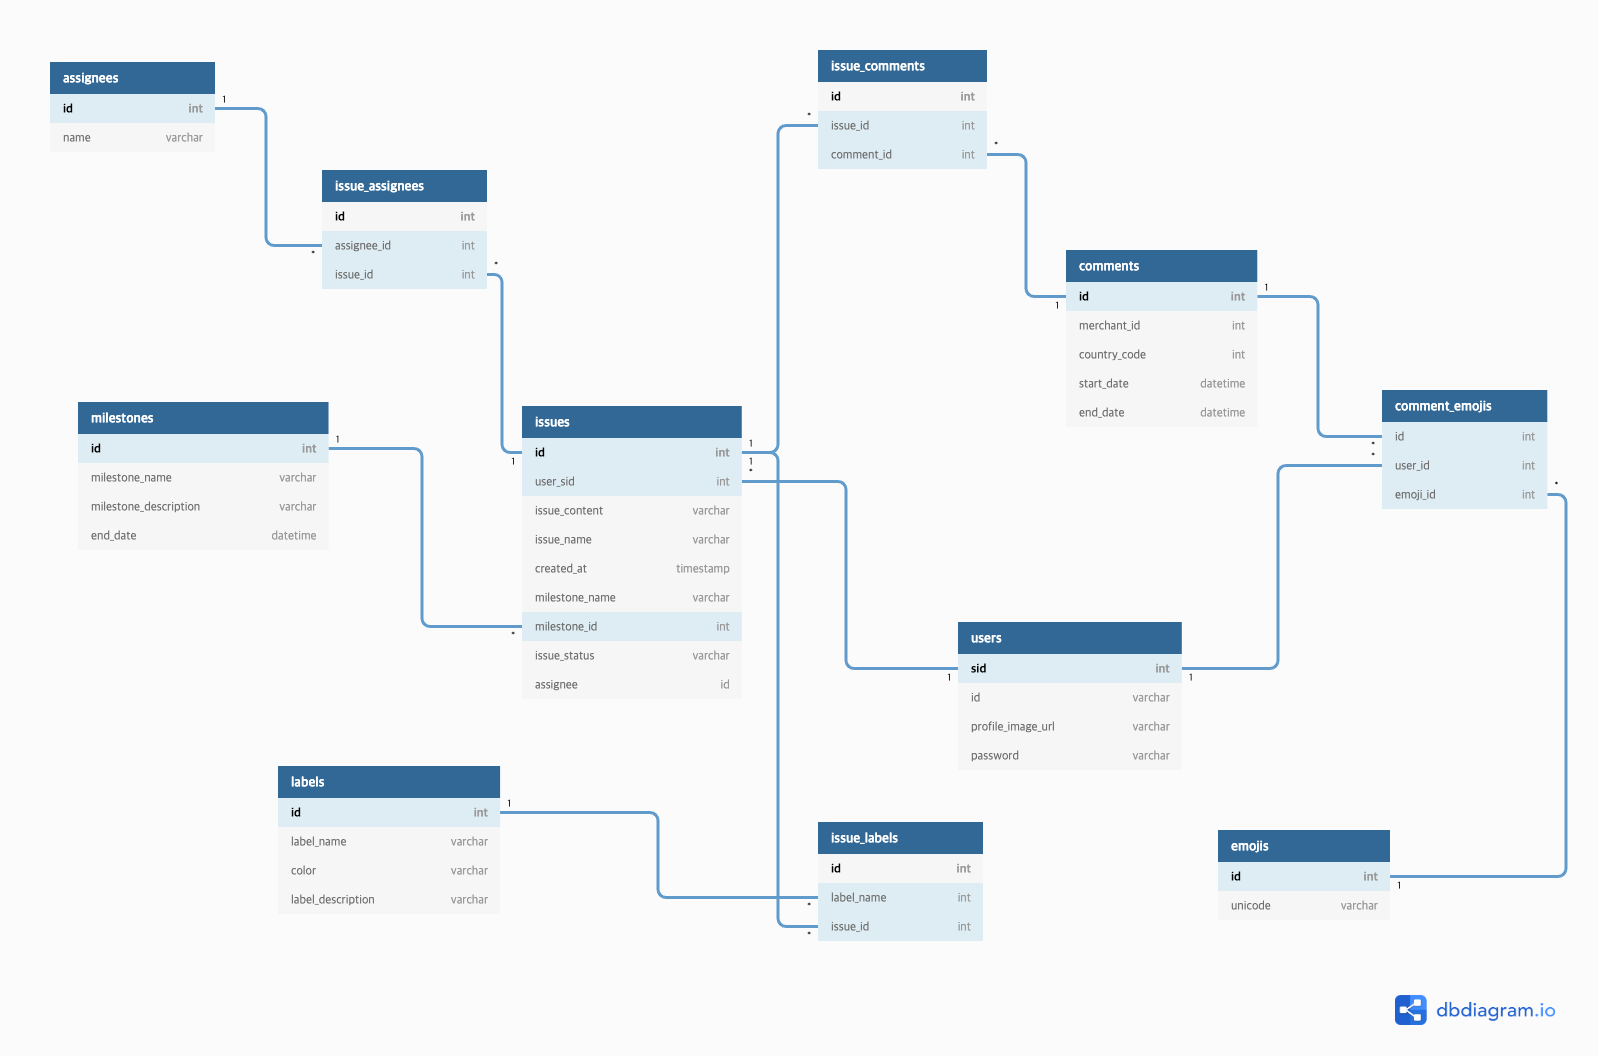 assignees
id int
name varchar
1
*
issue_assignees
id int
assignee_id int
issue_id int
*
1
issue_comments
id int
issue_id int
comment_id int
*
*
1
comments
id int
merchant_id int
country_code int
start_date datetime
end_date datetime
1
*
comment_emojis
id int
user_id int
emoji_id int
*
*
milestones
id int
milestone_name varchar
milestone_description varchar
end_date datetime
1
*
issues
id int
user_sid int
issue_content varchar
issue_name varchar
created_at timestamp
milestone_name varchar
milestone_id int
issue_status varchar
assignee id
1
1
*
users
sid int
id varchar
profile_image_url varchar
password varchar
1
1
labels
id int
label_name varchar
color varchar
label_description varchar
1
issue_labels
id int
label_name int
issue_id int
*
*
emojis
id int
unicode varchar
1
dbdiagram.io